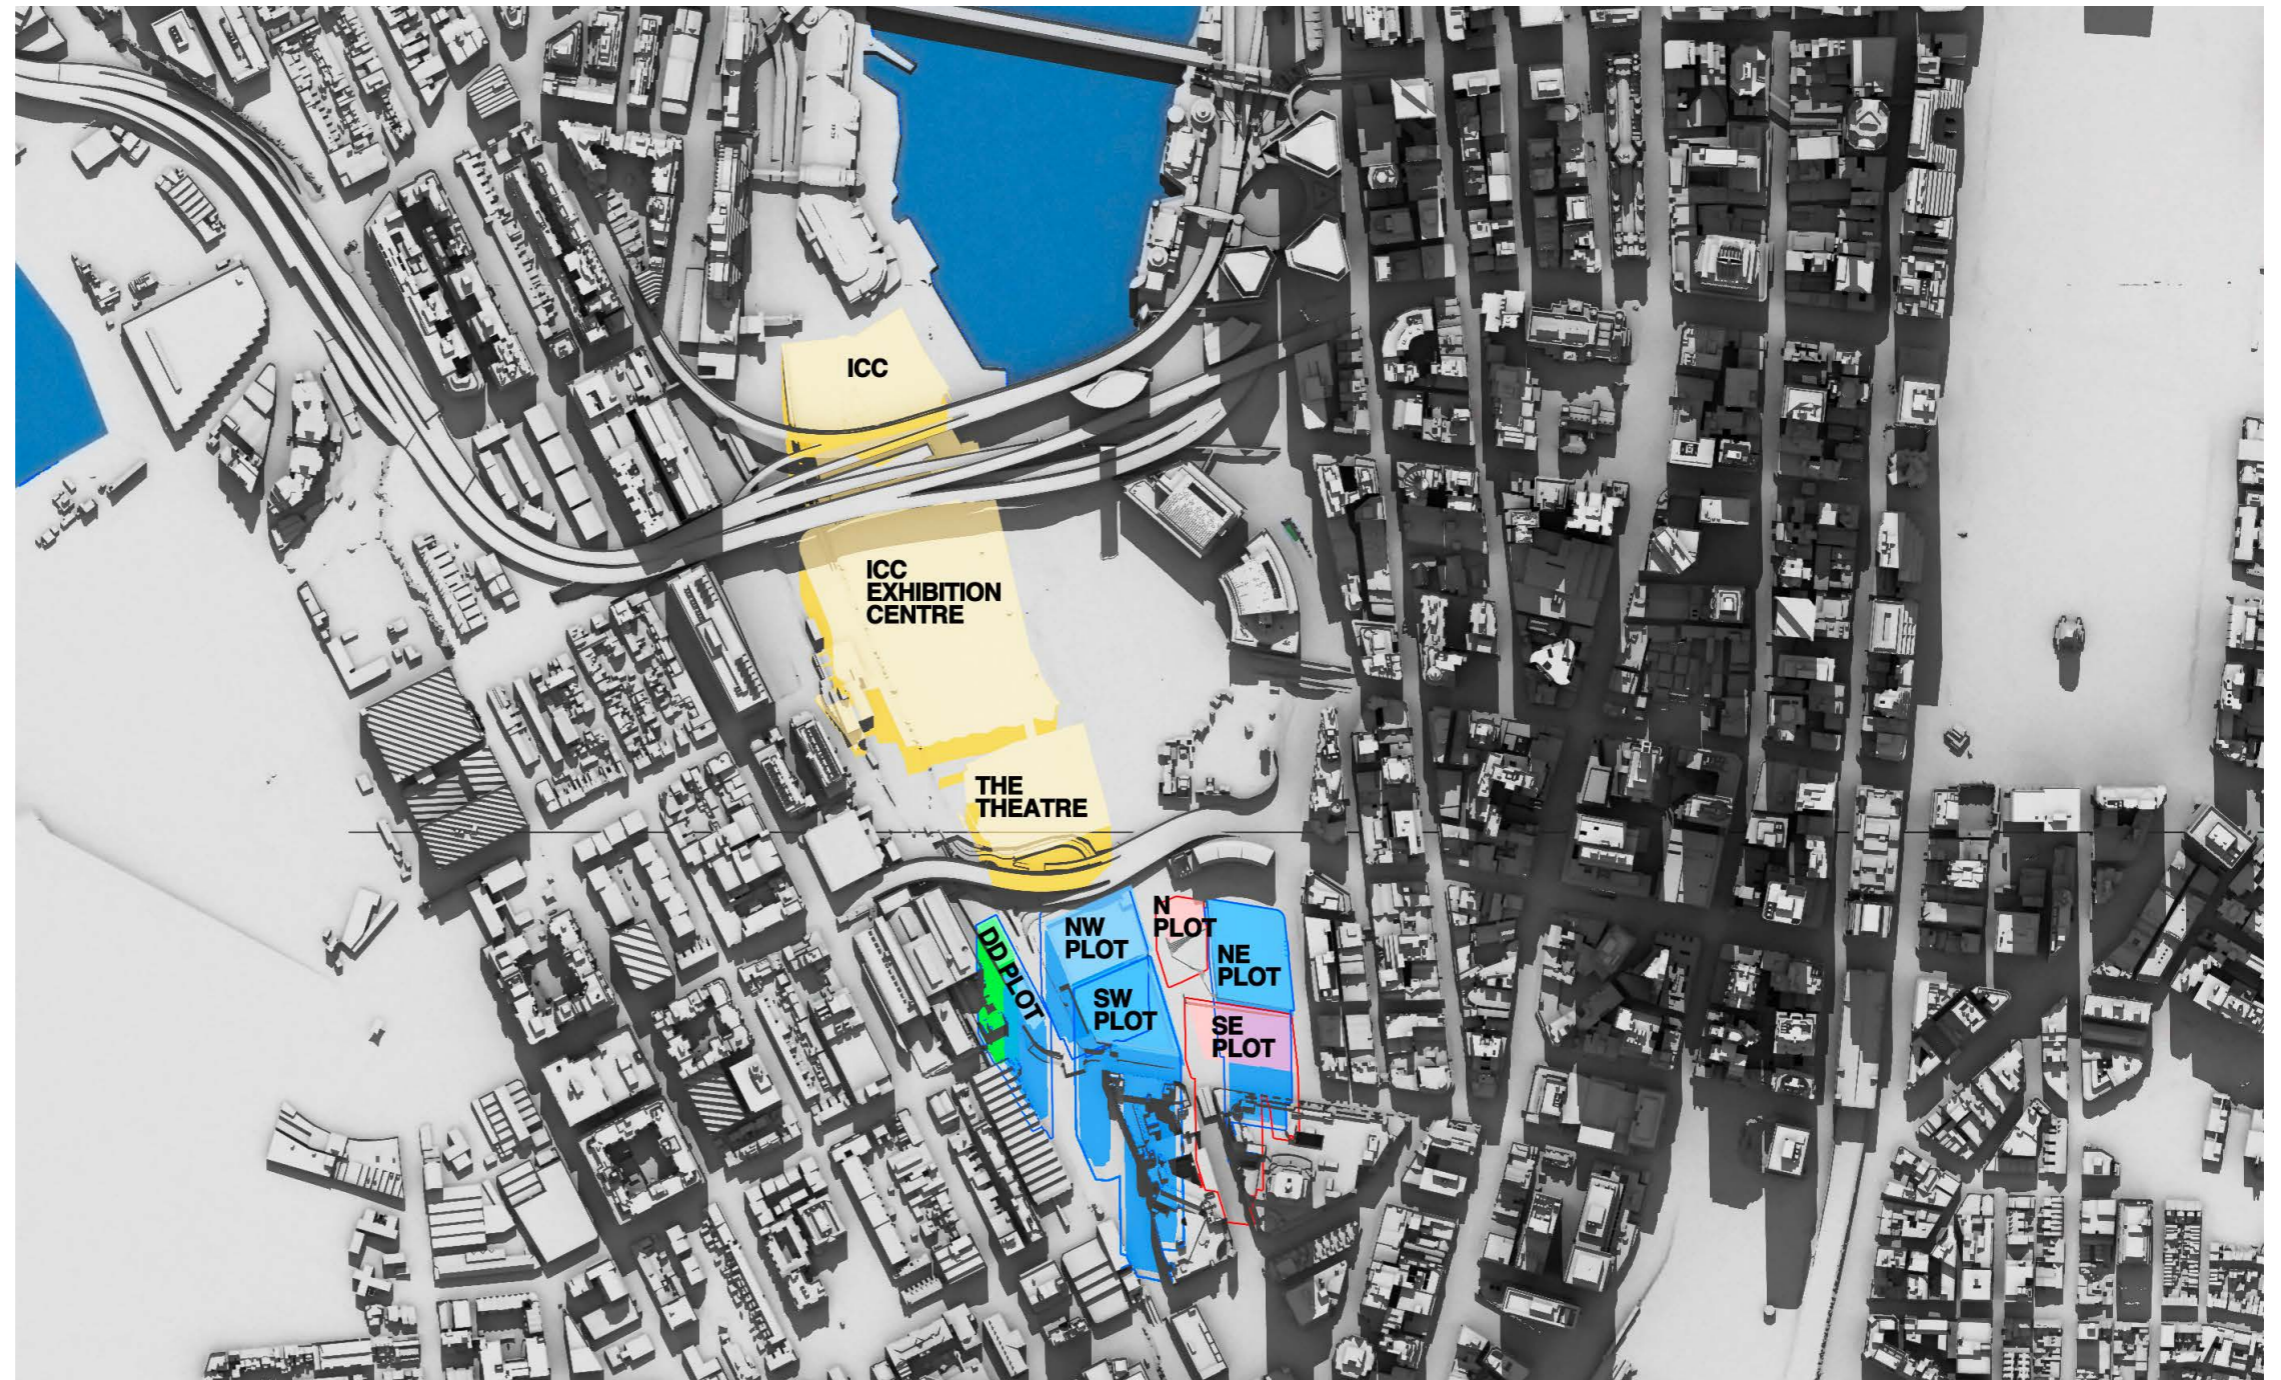 ICC
ICC
EXHIBITION
CENTRE
THE
THEATRE
DD PLOT
NW
PLOT
N
PLOT
NE
PLOT
SW
PLOT
SE
PLOT